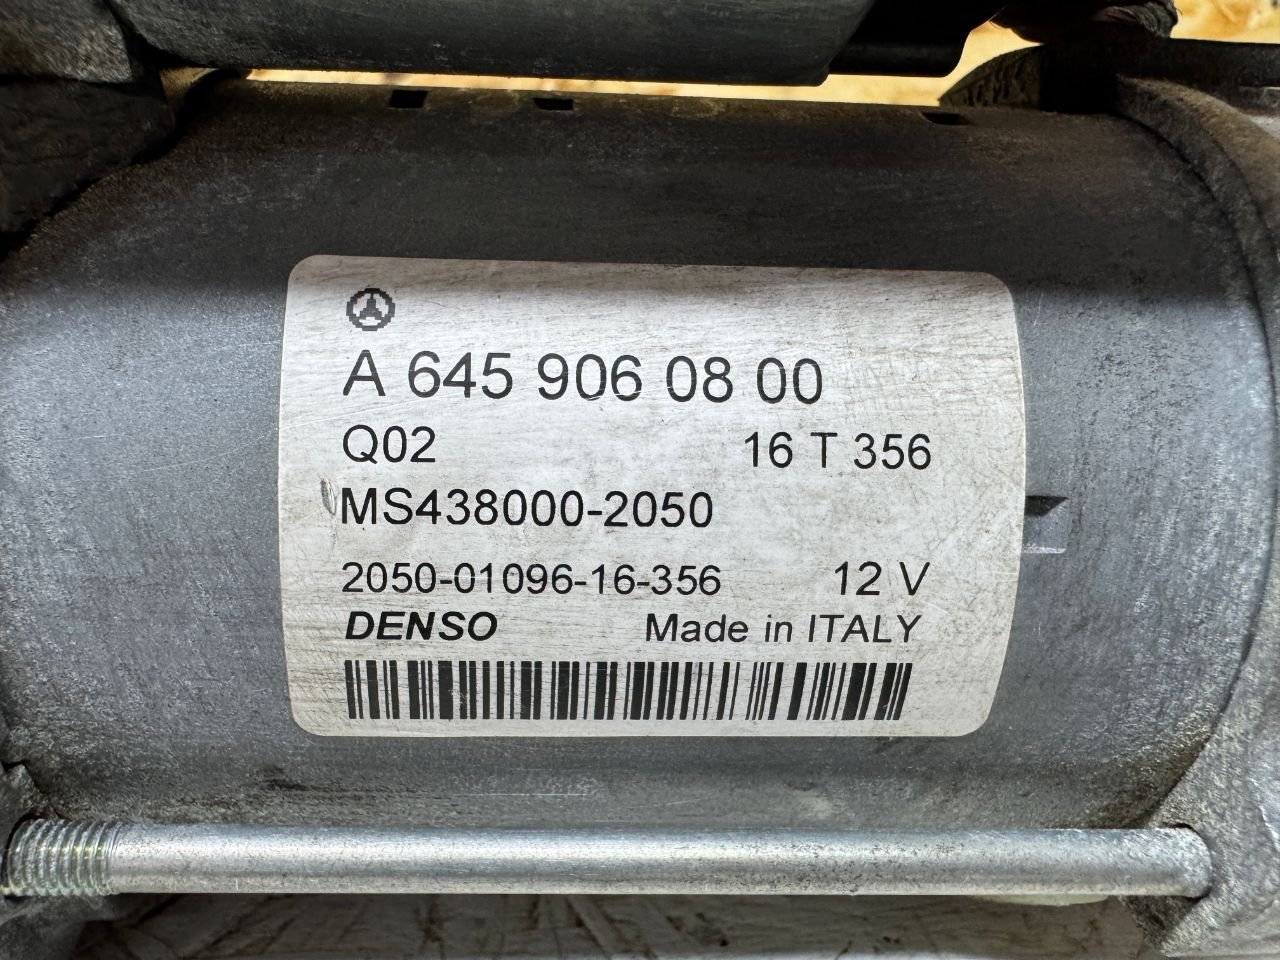 A 645 906 08 00
Q02 16 T 356
MS438000-2050
2050-01096-16-356 12 V
DENSO Made in ITALY